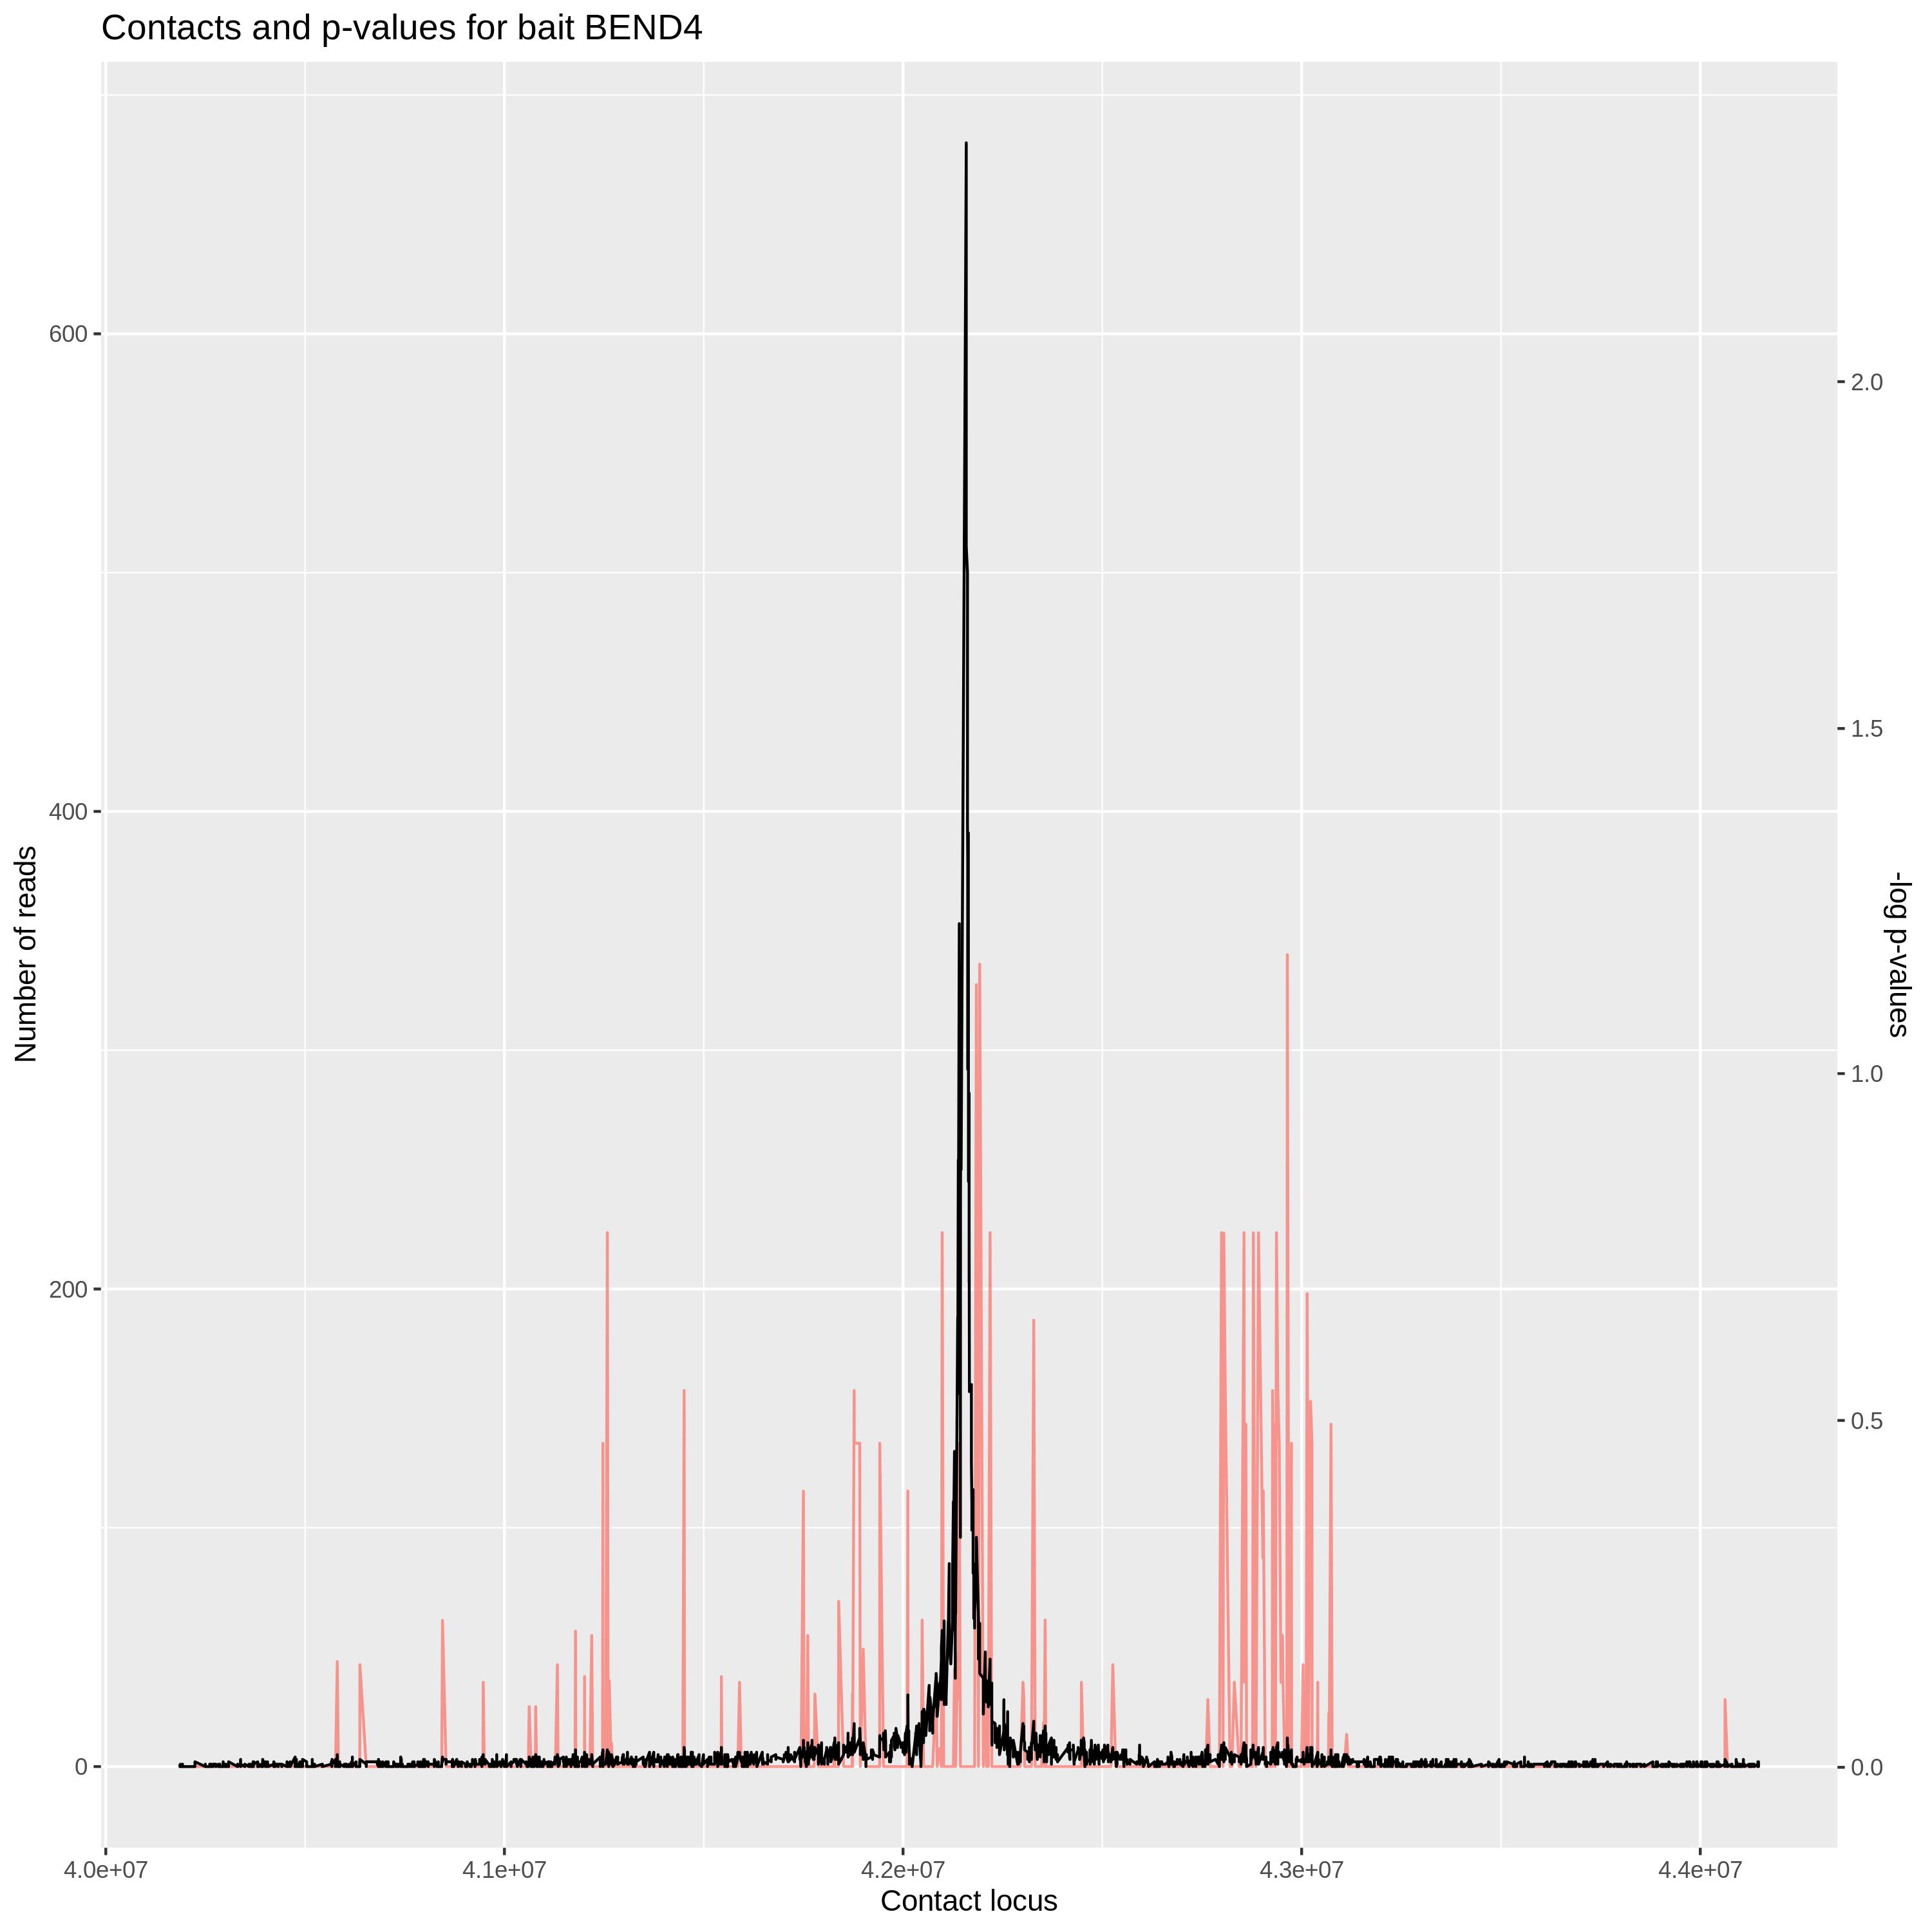 Contacts and p-values for bait BEND4
Number of reads
600
400
200
0
2.0
1.5
1.0
0.5
0.0
-log p-values
4.0e+07 4.1e+07 4.2e+07 4.3e+07 4.4e+07
Contact locus